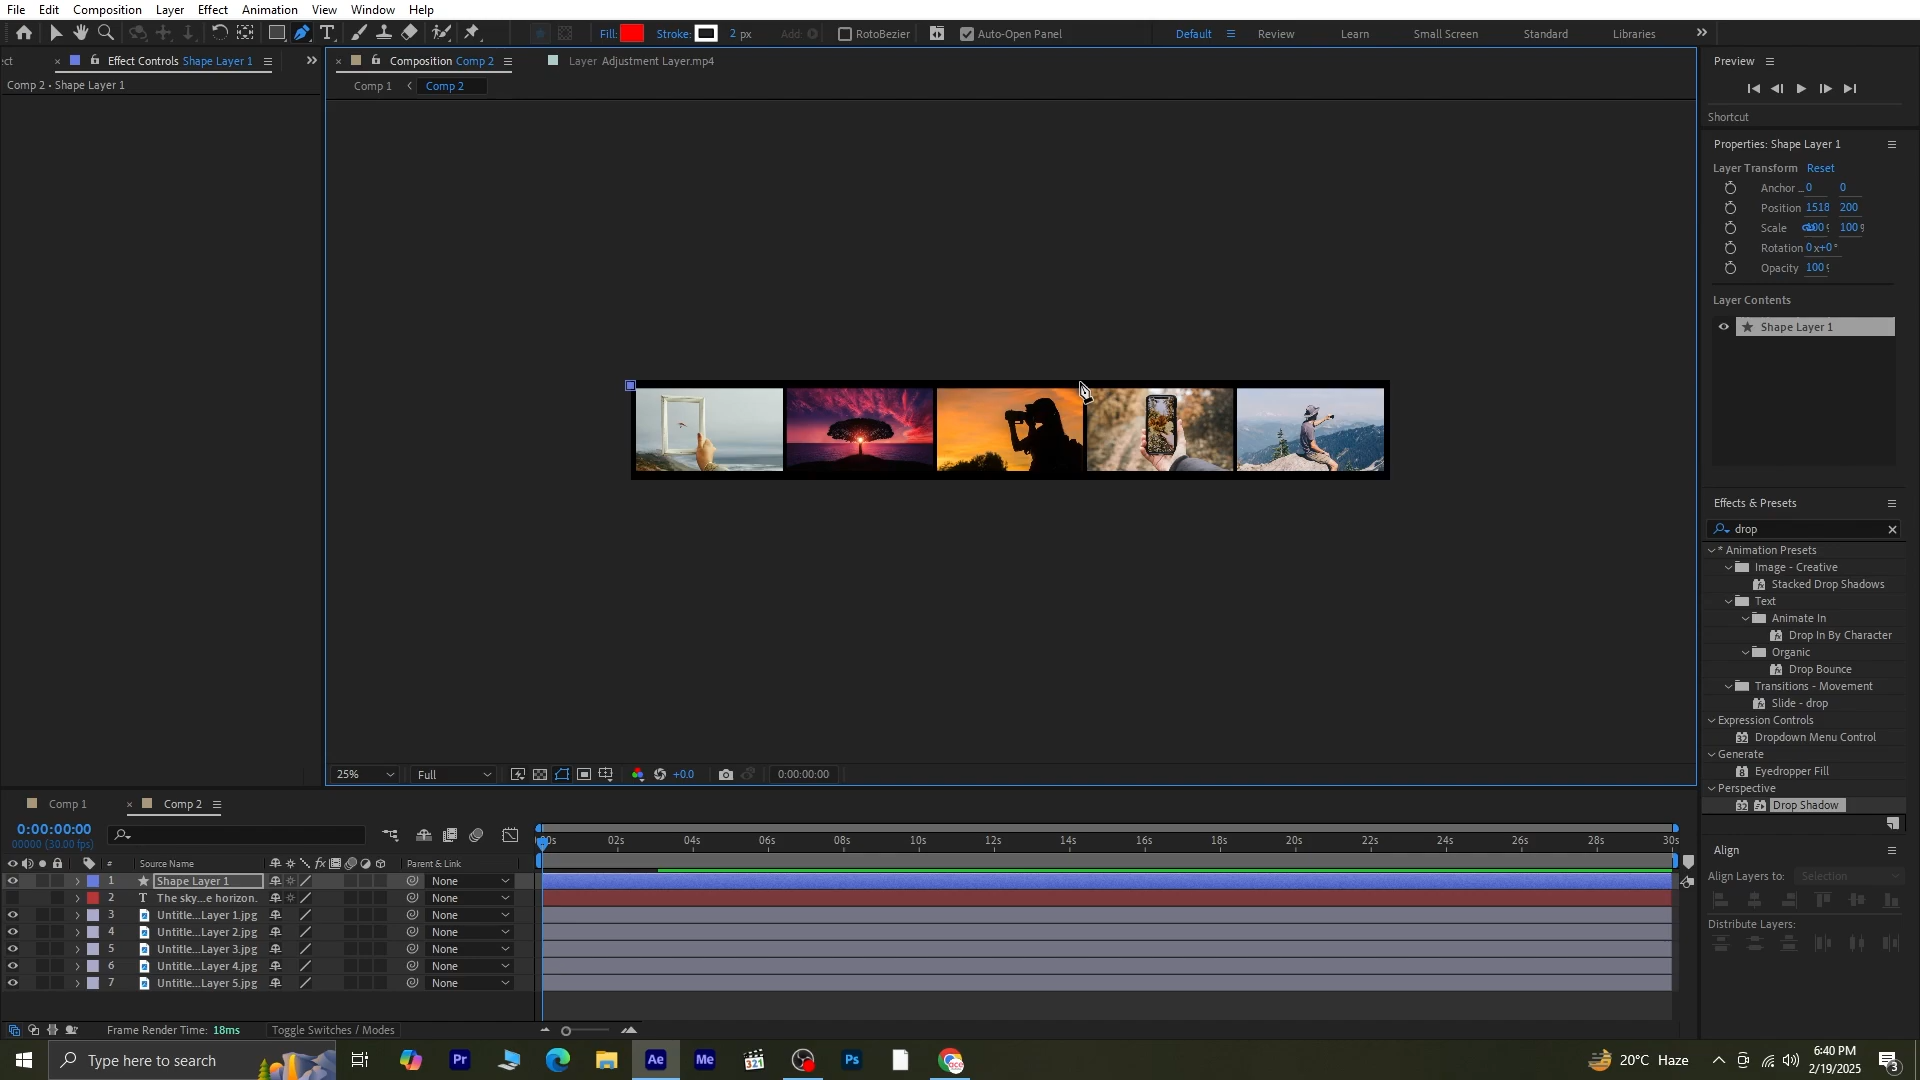 File Edit Composition Layer Effect Animation View Window Help
Fill: Stroke: 2 px Add: RotoBezier Auto-Open Panel Default Review Learn Small Screen Standard Libraries
ct Effect Controls Shape Layer 1
Comp 2 • Shape Layer 1
Composition Comp 2 Layer Adjustment Layer.mp4
Comp 1 Comp 2
25% Full +0.0 0:00:00:00
Preview
Shortcut
Properties: Shape Layer 1
Layer Transform Reset
Anchor ... 0 0
Position 1518 200
Scale 100 100
Rotation 0x+0°
Opacity 100
Layer Contents
Shape Layer 1
Effects & Presets
drop
* Animation Presets
Image - Creative
Stacked Drop Shadows
Text
Animate In
Drop In By Character
Organic
Drop Bounce
Transitions - Movement
Slide - drop
Expression Controls
Dropdown Menu Control
Generate
Eyedropper Fill
Perspective
Drop Shadow
Align
Align Layers to: Selection
Distribute Layers:
Comp 1 Comp 2
0:00:00:00
00000 (30.00 fps)
02s 04s 06s 08s 10s 12s 14s 16s 18s 20s 22s 24s 26s 28s 30s
# Source Name Parent & Link
1 Shape Layer 1 None
2 T The sky...e horizon. None
3 Untitle...Layer 1.jpg None
4 Untitle...Layer 2.jpg None
5 Untitle...Layer 3.jpg None
6 Untitle...Layer 4.jpg None
7 Untitle...Layer 5.jpg None
Frame Render Time: 18ms Toggle Switches / Modes
Type here to search Pr Ae Me 321 Ps 20°C Haze 6:40 PM
2/19/2025 3